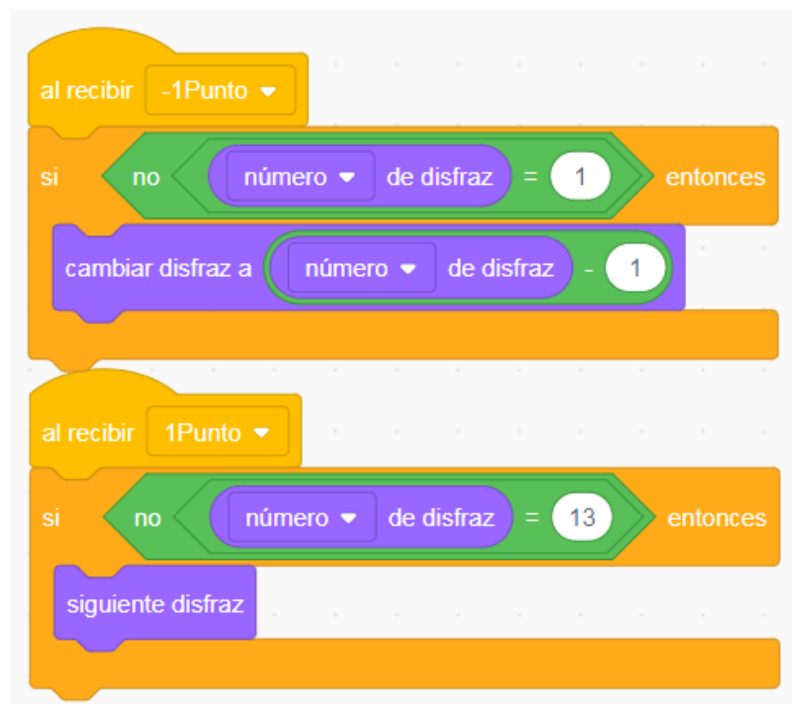 al recibir -1Punto
si no número de disfraz = 1 entonces
cambiar disfraz a número de disfraz - 1
al recibir 1Punto
si no número de disfraz = 13 entonces
siguiente disfraz